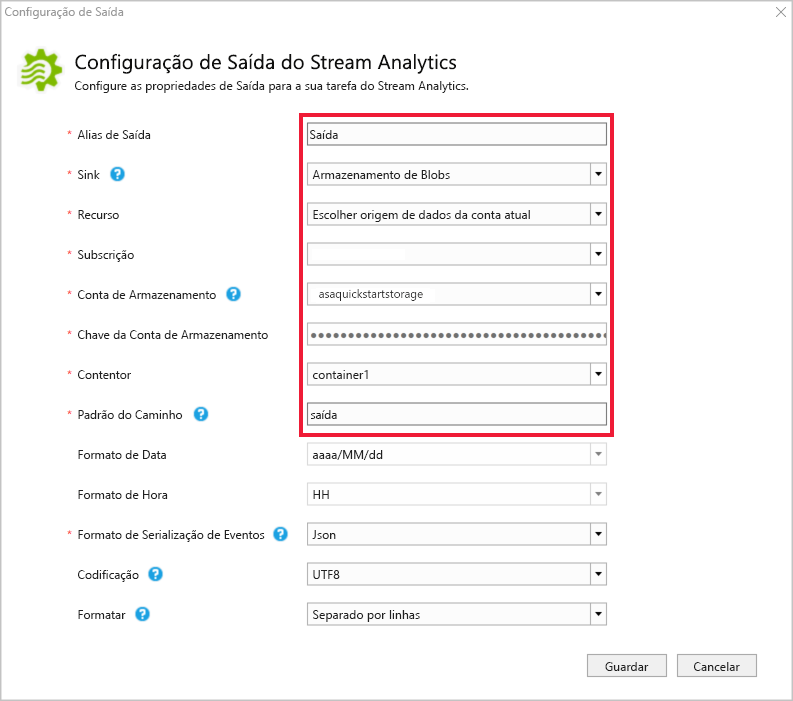 Configuração de Saída
Configuração de Saída do Stream Analytics
Configure as propriedades de Saída para a sua tarefa do Stream Analytics.
* Alias de Saída Saída
* Sink ? Armazenamento de Blobs
* Recurso Escolher origem de dados da conta atual
* Subscrição
* Conta de Armazenamento ? asaquickstartstorage
* Chave da Conta de Armazenamento
* Contentor container1
* Padrão do Caminho ? saída
Formato de Data aaaa/MM/dd
Formato de Hora HH
* Formato de Serialização de Eventos ? Json
Codificação ? UTF8
Formatar ? Separado por linhas
Guardar Cancelar